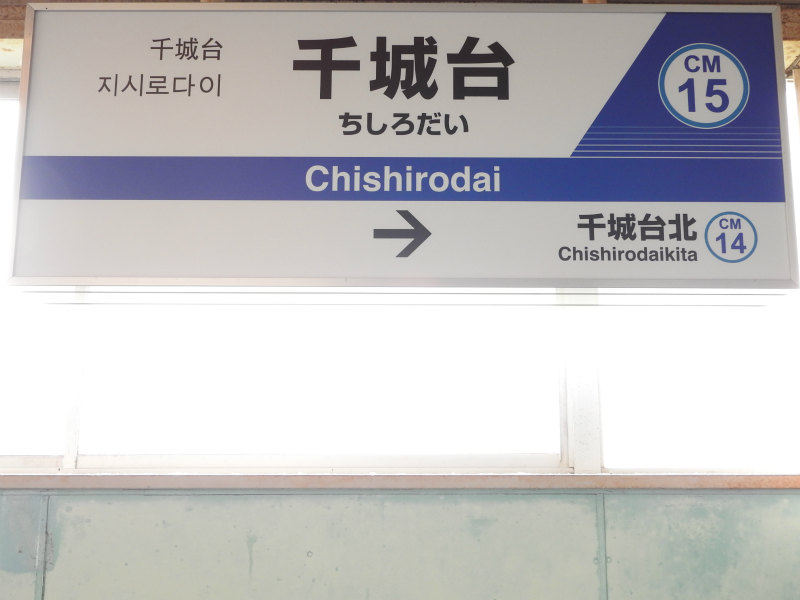 千城台
지시로다이
千城台
ちしろだい
CM
15
Chishirodai
→
千城台北
Chishirodaikita
CM
14